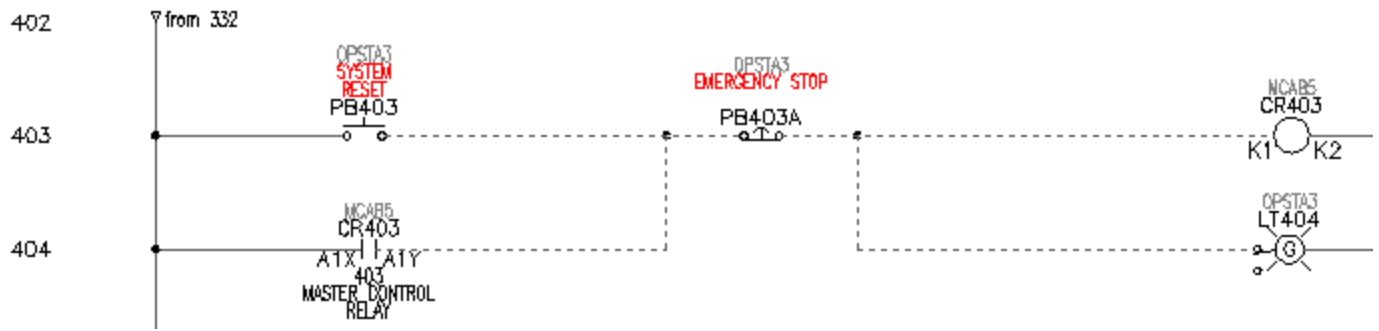 402
from 332
OPSTA3
SYSTEM
RESET
PB403
OPSTA3
EMERGENCY STOP
PB403A
MCAB5
CR403
403
K1 K2
MCAB5
CR403
OPSTA3
LT404
404
A1X A1Y
G
403
MASTER CONTROL
RELAY